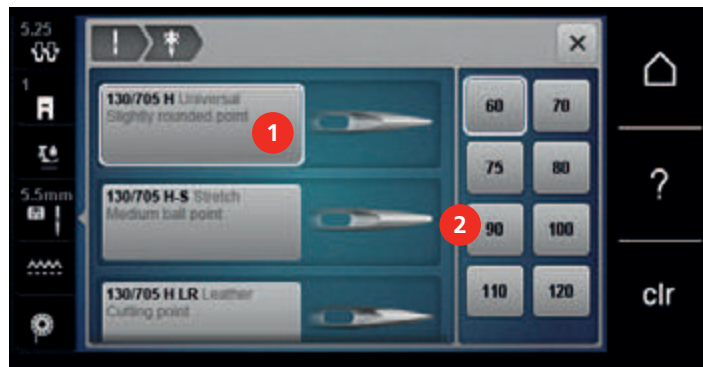 5.25
1
5.5mm
130/705 H Universal
Slightly rounded point
1
130/705 H-S Stretch
Medium ball point
2
130/705 H LR Leather
Cutting point
60
70
75
80
90
100
110
120
?
clr